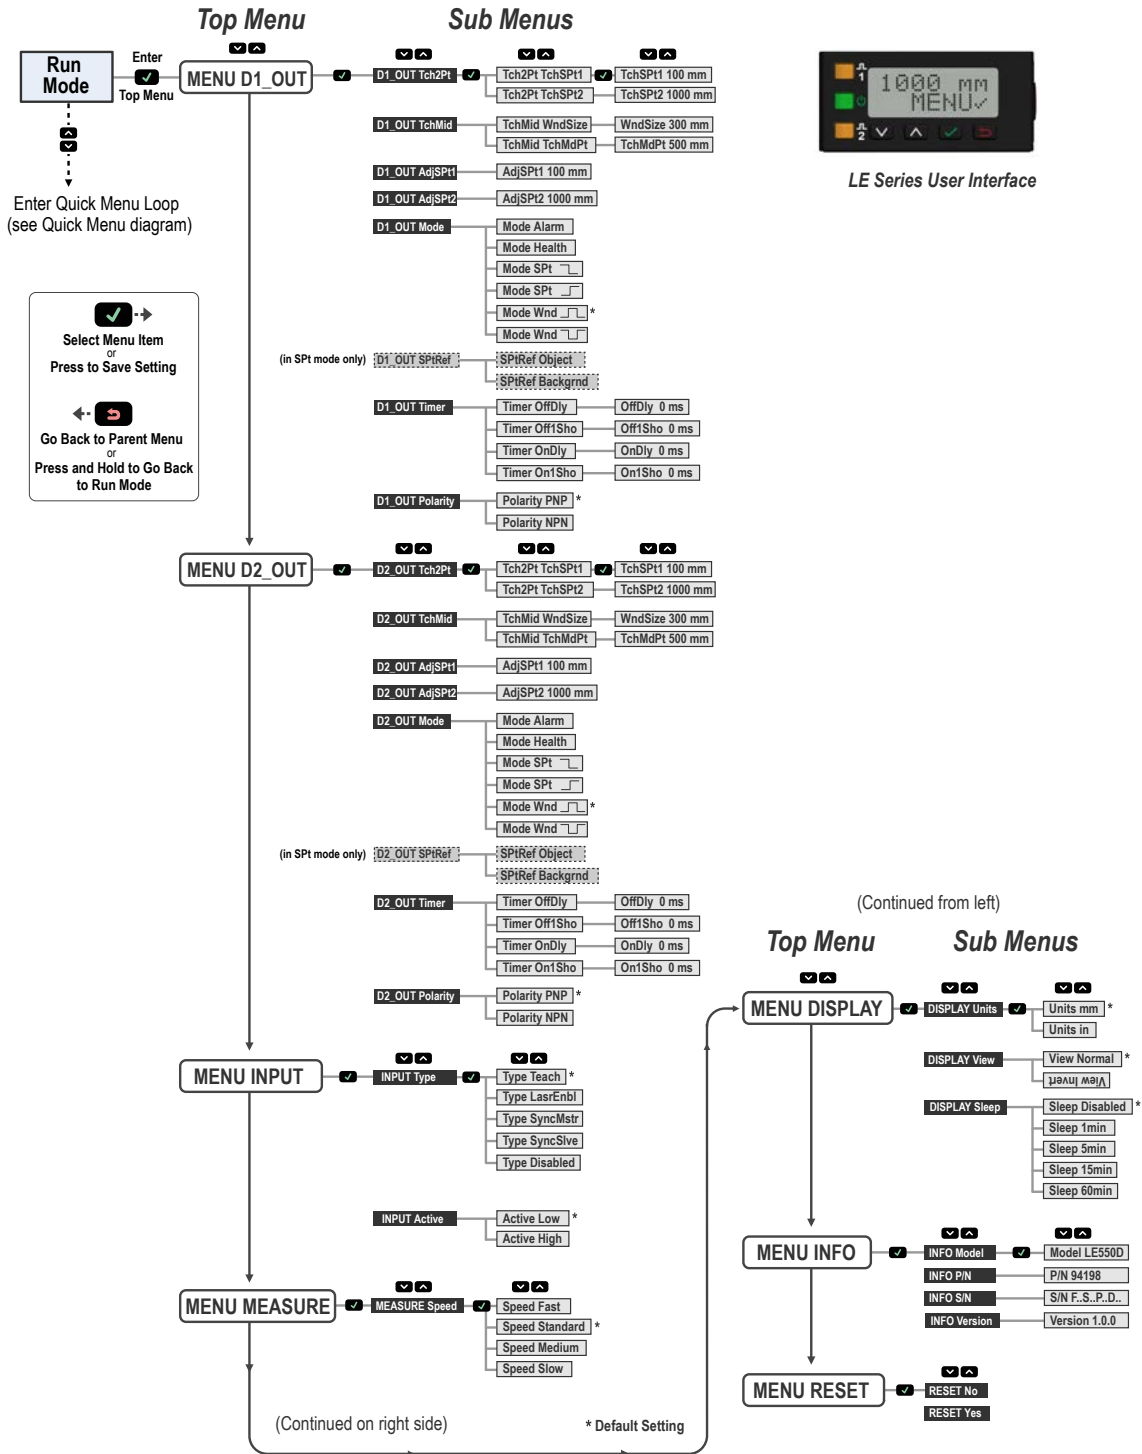 Top Menu
Sub Menus
Run Mode
Enter
Top Menu
MENU D1_OUT
D1_OUT Tch2Pt
Tch2Pt TchSPt1
TchSPt1 100 mm
Tch2Pt TchSPt2
TchSPt2 1000 mm
D1_OUT TchMid
TchMid WndSize
WndSize 300 mm
TchMid TchMdPt
TchMdPt 500 mm
D1_OUT AdjSPt1
AdjSPt1 100 mm
D1_OUT AdjSPt2
AdjSPt2 1000 mm
D1_OUT Mode
Mode Alarm
Mode Health
Mode SPt
Mode SPt
Mode Wnd *
Mode Wnd
(in SPt mode only)
D1_OUT SPtRef
SPtRef Object
SPtRef Backgrnd
D1_OUT Timer
Timer OffDly
OffDly 0 ms
Timer Off1Sho
Off1Sho 0 ms
Timer OnDly
OnDly 0 ms
Timer On1Sho
On1Sho 0 ms
D1_OUT Polarity
Polarity PNP *
Polarity NPN
Enter Quick Menu Loop
(see Quick Menu diagram)
Select Menu Item
or
Press to Save Setting
Go Back to Parent Menu
or
Press and Hold to Go Back
to Run Mode
1000 mm
MENU✓
1
2
LE Series User Interface
MENU D2_OUT
D2_OUT Tch2Pt
Tch2Pt TchSPt1
TchSPt1 100 mm
Tch2Pt TchSPt2
TchSPt2 1000 mm
D2_OUT TchMid
TchMid WndSize
WndSize 300 mm
TchMid TchMdPt
TchMdPt 500 mm
D2_OUT AdjSPt1
AdjSPt1 100 mm
D2_OUT AdjSPt2
AdjSPt2 1000 mm
D2_OUT Mode
Mode Alarm
Mode Health
Mode SPt
Mode SPt
Mode Wnd *
Mode Wnd
(in SPt mode only)
D2_OUT SPtRef
SPtRef Object
SPtRef Backgrnd
D2_OUT Timer
Timer OffDly
OffDly 0 ms
Timer Off1Sho
Off1Sho 0 ms
Timer OnDly
OnDly 0 ms
Timer On1Sho
On1Sho 0 ms
D2_OUT Polarity
Polarity PNP *
Polarity NPN
MENU INPUT
INPUT Type
Type Teach *
Type LasrEnbl
Type SyncMstr
Type SyncSlve
Type Disabled
INPUT Active
Active Low *
Active High
MENU MEASURE
MEASURE Speed
Speed Fast
Speed Standard *
Speed Medium
Speed Slow
(Continued on right side)
* Default Setting
(Continued from left)
Top Menu
Sub Menus
MENU DISPLAY
DISPLAY Units
Units mm *
Units in
DISPLAY View
View Normal *
View Invert
DISPLAY Sleep
Sleep Disabled *
Sleep 1min
Sleep 5min
Sleep 15min
Sleep 60min
MENU INFO
INFO Model
Model LE550D
INFO P/N
P/N 94198
INFO S/N
S/N F..S..P..D..
INFO Version
Version 1.0.0
MENU RESET
RESET No
RESET Yes